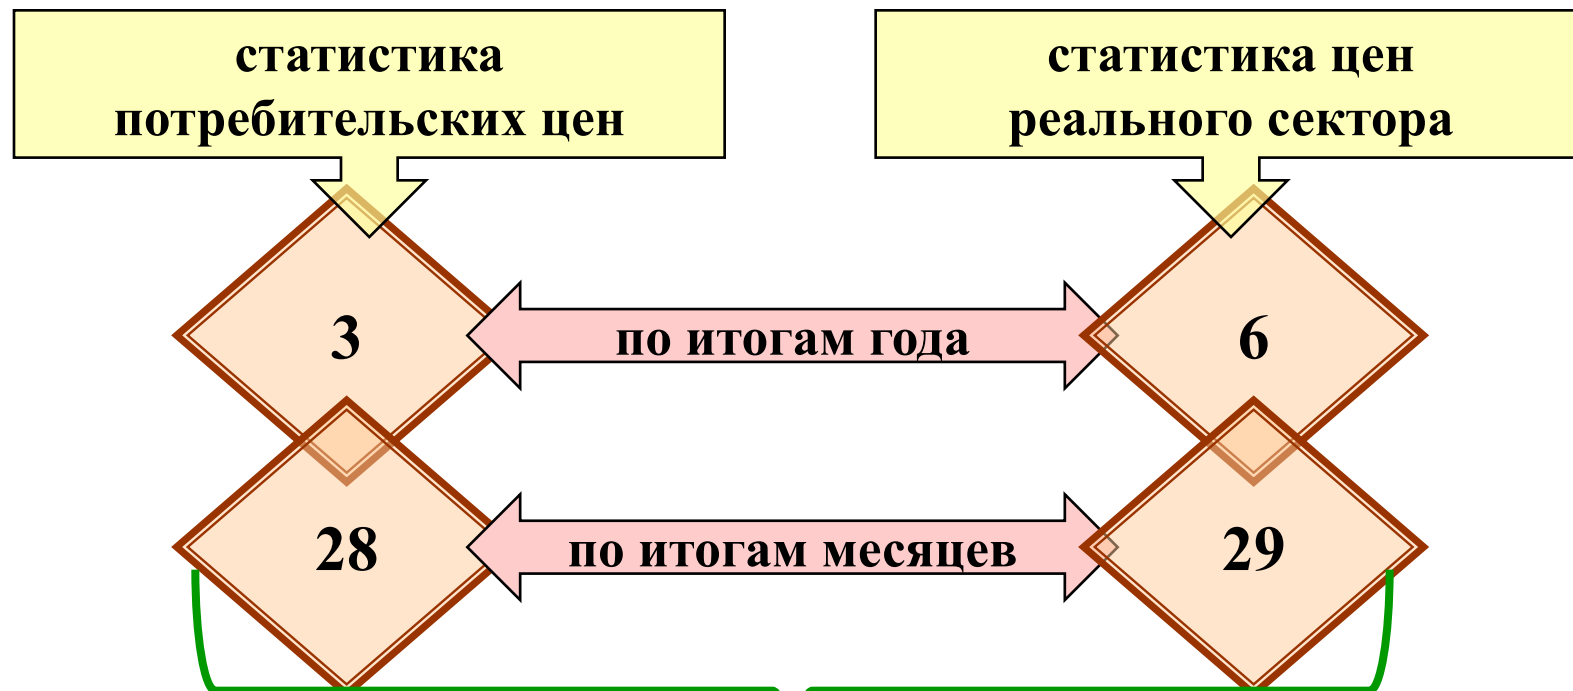 статистика
потребительских цен
статистика цен
реального сектора
3
по итогам года
6
28
по итогам месяцев
29